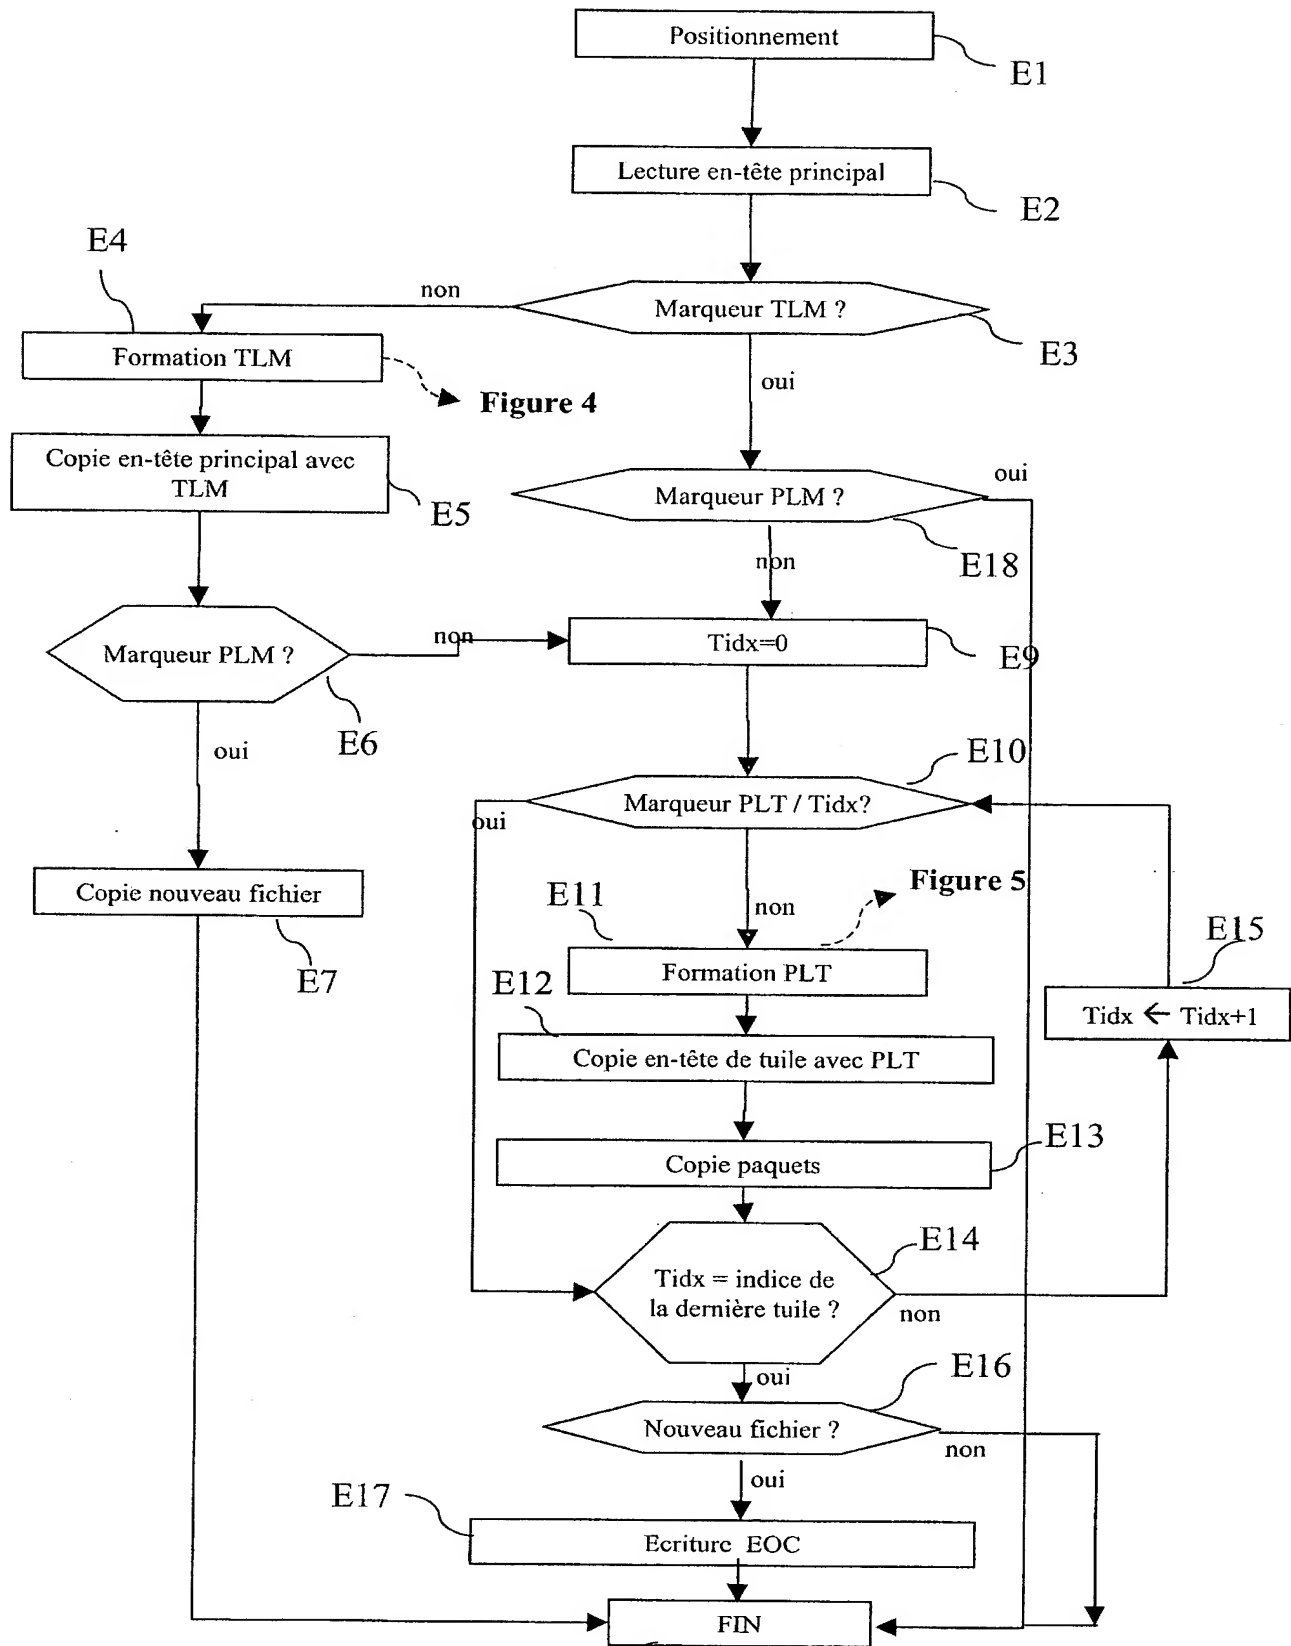 Positionnement
E1
Lecture en-tête principal
E2
E4
non
Marqueur TLM ?
E3
Formation TLM
oui
Figure 4
Copie en-tête principal avec
TLM
E5
Marqueur PLM ?
oui
E18
non
Marqueur PLM ?
non
Tidx=0
E9
E6
oui
E10
Marqueur PLT / Tidx?
oui
Copie nouveau fichier
E7
E11
non
Figure 5
Formation PLT
E15
Tidx ← Tidx+1
E12
Copie en-tête de tuile avec PLT
E13
Copie paquets
E14
Tidx = indice de
la dernière tuile ?
non
oui
E16
Nouveau fichier ?
non
oui
E17
Ecriture EOC
FIN